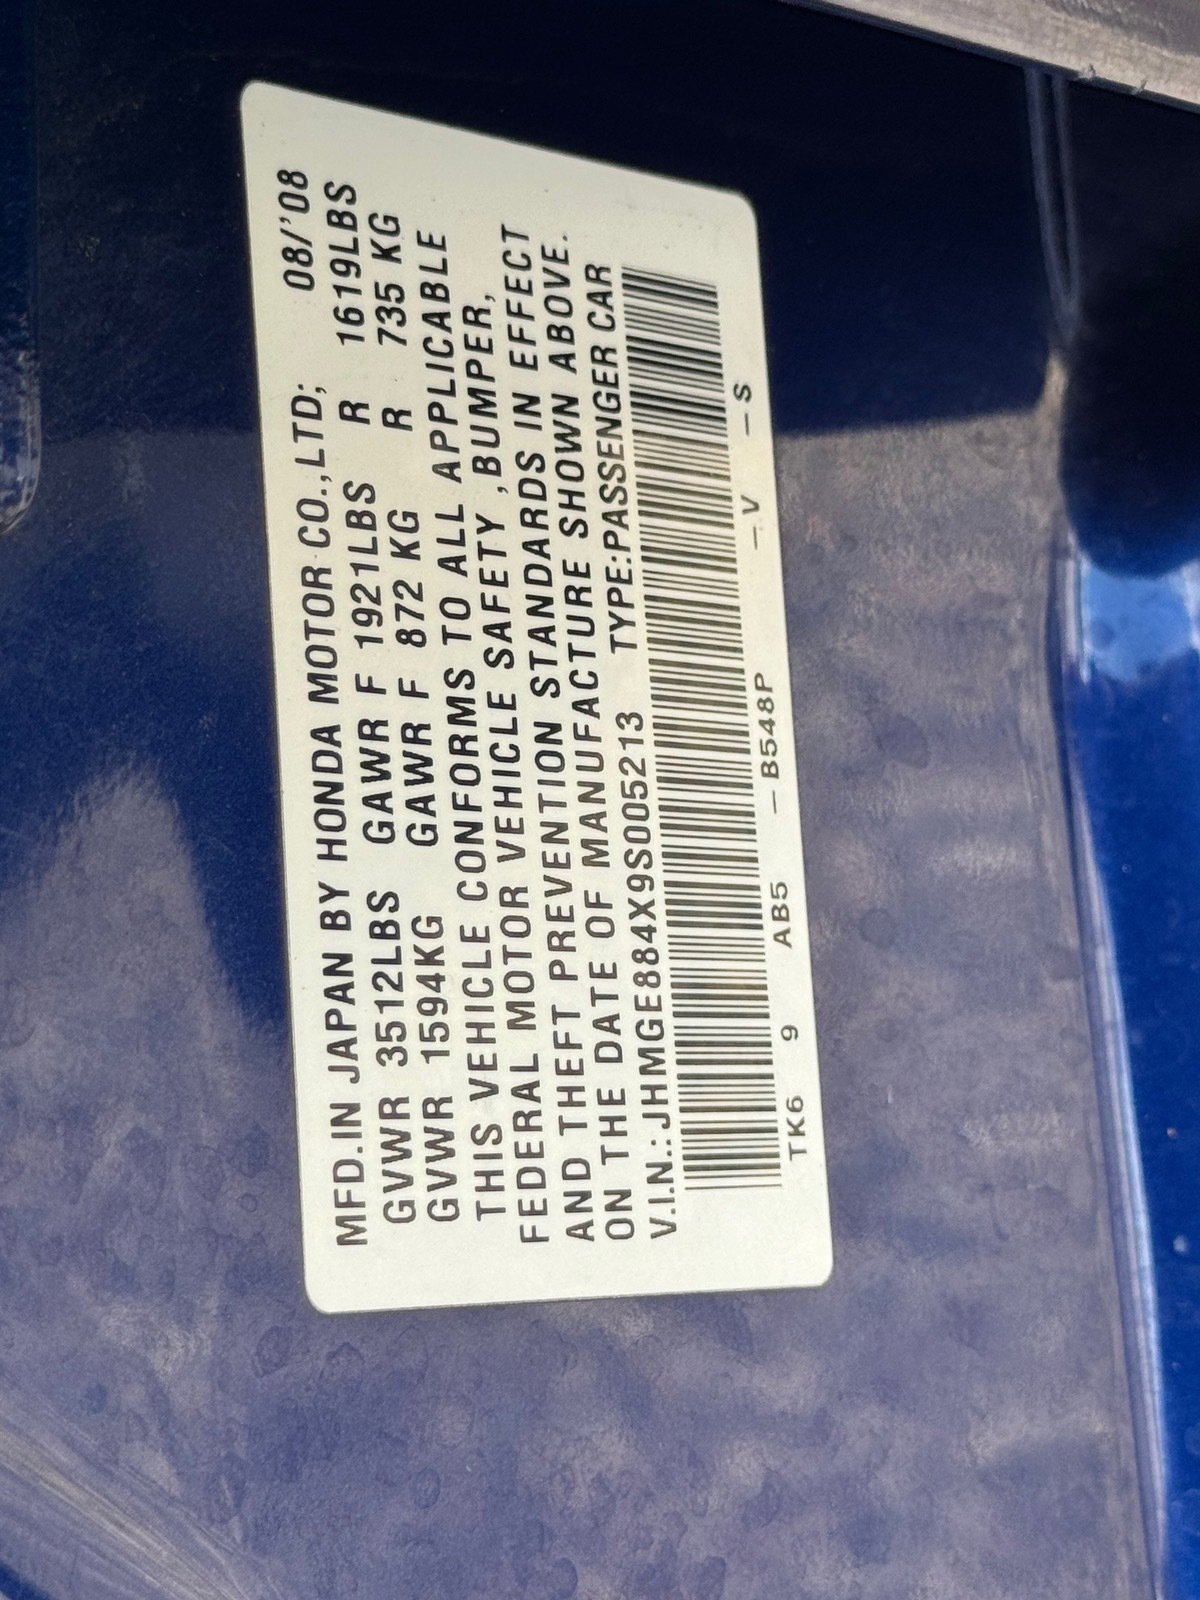 MFD.IN JAPAN BY HONDA MOTOR CO.,LTD; 08/'08
GVWR 3512LBS GAWR F 1921LBS R 1619LBS
GVWR 1594KG GAWR F 872 KG R 735 KG
THIS VEHICLE CONFORMS TO ALL APPLICABLE
FEDERAL MOTOR VEHICLE SAFETY ,BUMPER,
AND THEFT PREVENTION STANDARDS IN EFFECT
ON THE DATE OF MANUFACTURE SHOWN ABOVE.
V.I.N.: JHMGE884X9S005213 TYPE:PASSENGER CAR
TK6 9 AB5 – B548P – V – S